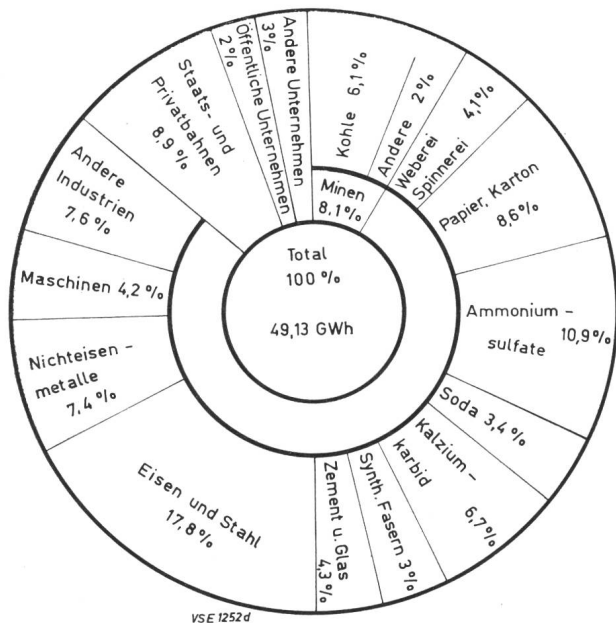 Kohle 6,1 %
Andere 2 %
Minen
8,1 %
Weberei
Spinnerei 4,1 %
Papier, Karton
8,6 %
Ammonium –
sulfate 10,9 %
Soda 3,4 %
Kalzium –
karbid 6,7 %
Synth. Fasern 3 %
Zement u. Glas
4,3 %
Eisen und Stahl
17,8 %
Nichteisen –
metalle
7,4 %
Maschinen 4,2 %
Andere
Industrien
7,6 %
Staats- und
Privatbahnen
8,9 %
Öffentliche Unternehmen
2 %
Andere Unternehmen
3 %
Total
100 %
49,13 GWh
VSE 1252d